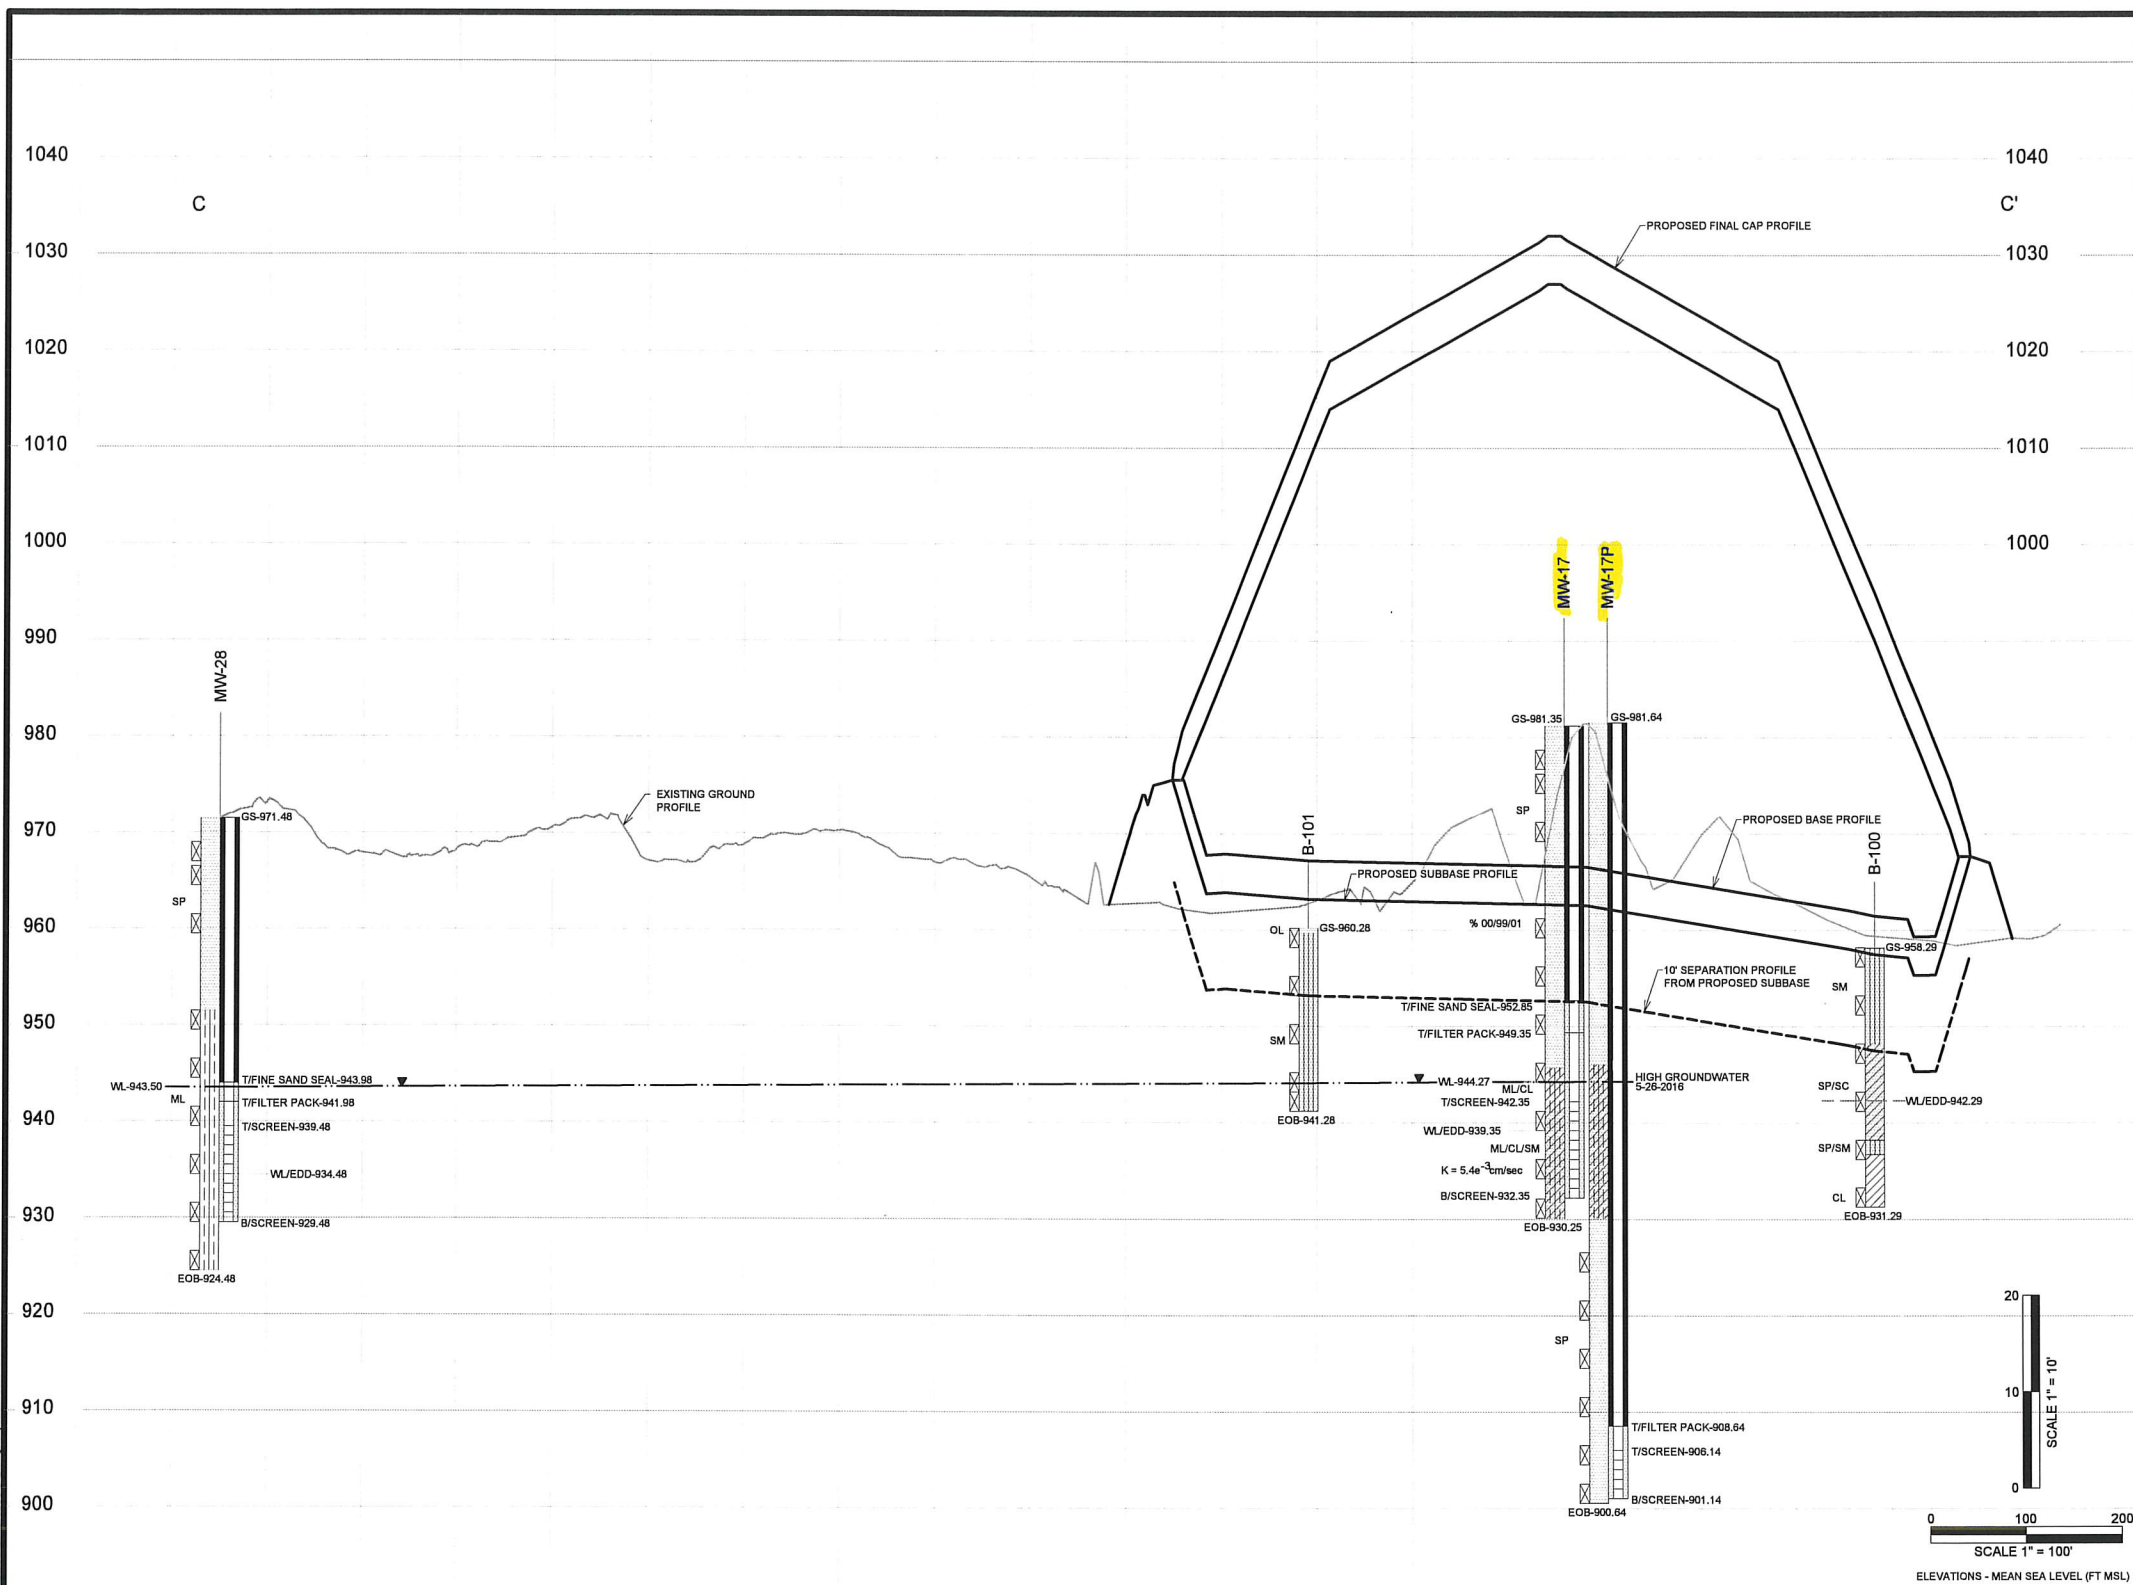 1040
1040
C
C'
PROPOSED FINAL CAP PROFILE
1030
1030
1020
1020
1010
1010
1000
1000
MW-17
MW-17P
990
MW-28
GS-981.35
GS-981.64
980
EXISTING GROUND
PROFILE
GS-971.48
SP
970
B-101
PROPOSED BASE PROFILE
B-100
PROPOSED SUBBASE PROFILE
SP
960
% 00/99/01
OL
GS-960.28
GS-958.29
10' SEPARATION PROFILE
FROM PROPOSED SUBBASE
SM
T/FINE SAND SEAL-952.85
950
T/FILTER PACK-949.35
SM
WL-943.50
T/FINE SAND SEAL-943.98
WL-944.27
HIGH GROUNDWATER
5-26-2016
ML/CL
SP/SC
ML
T/FILTER PACK-941.98
T/SCREEN-942.35
WL/EDD-942.29
940
EOB-941.28
T/SCREEN-939.48
WL/EDD-939.35
ML/CL/SM
SP/SM
WL/EDD-934.48
K = 5.4e-3cm/sec
B/SCREEN-932.35
CL
930
B/SCREEN-929.48
EOB-930.25
EOB-931.29
EOB-924.48
920
SP
20
10
0
SCALE 1" = 10'
910
T/FILTER PACK-908.64
T/SCREEN-906.14
900
B/SCREEN-901.14
EOB-900.64
0 100 200
SCALE 1" = 100'
ELEVATIONS - MEAN SEA LEVEL (FT MSL)